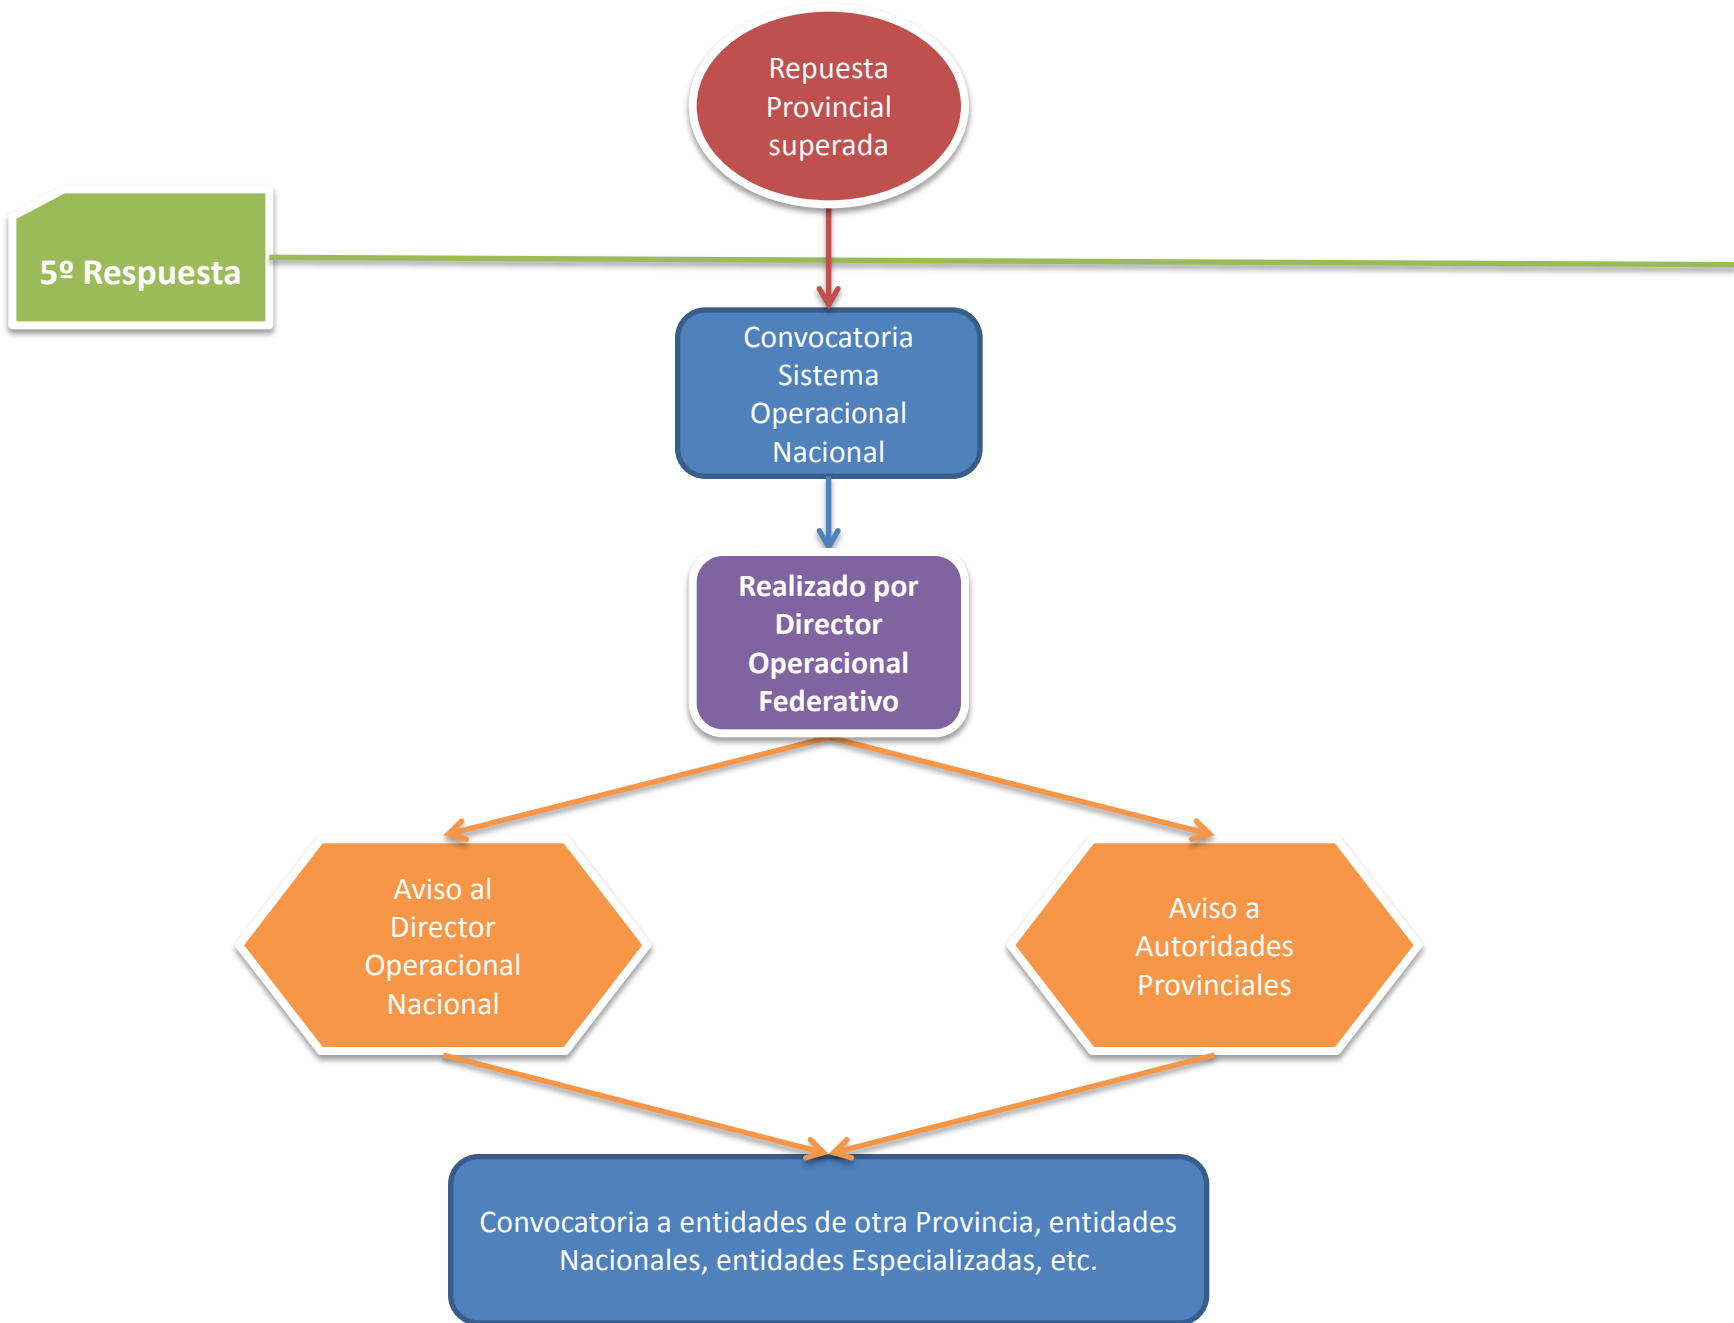 Repuesta
Provincial
superada
5º Respuesta
Convocatoria
Sistema
Operacional
Nacional
Realizado por
Director
Operacional
Federativo
Aviso al
Director
Operacional
Nacional
Aviso a
Autoridades
Provinciales
Convocatoria a entidades de otra Provincia, entidades
Nacionales, entidades Especializadas, etc.